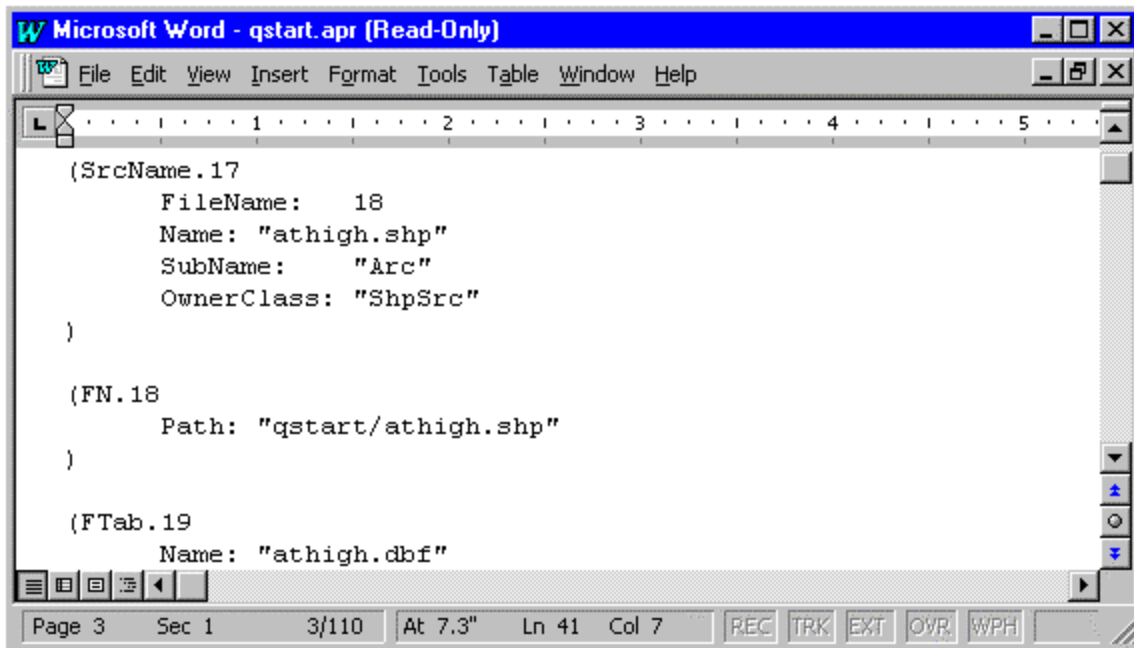 Microsoft Word - qstart.apr (Read-Only)
File Edit View Insert Format Tools Table Window Help
L 1 2 3 4 5
(SrcName.17
FileName: 18
Name: "athigh.shp"
SubName: "Arc"
OwnerClass: "ShpSrc"
)
(FN.18
Path: "qstart/athigh.shp"
)
(FTab.19
Name: "athigh.dbf"
Page 3 Sec 1 3/110 At 7.3" Ln 41 Col 7 REC TRK EXT OVR WPH